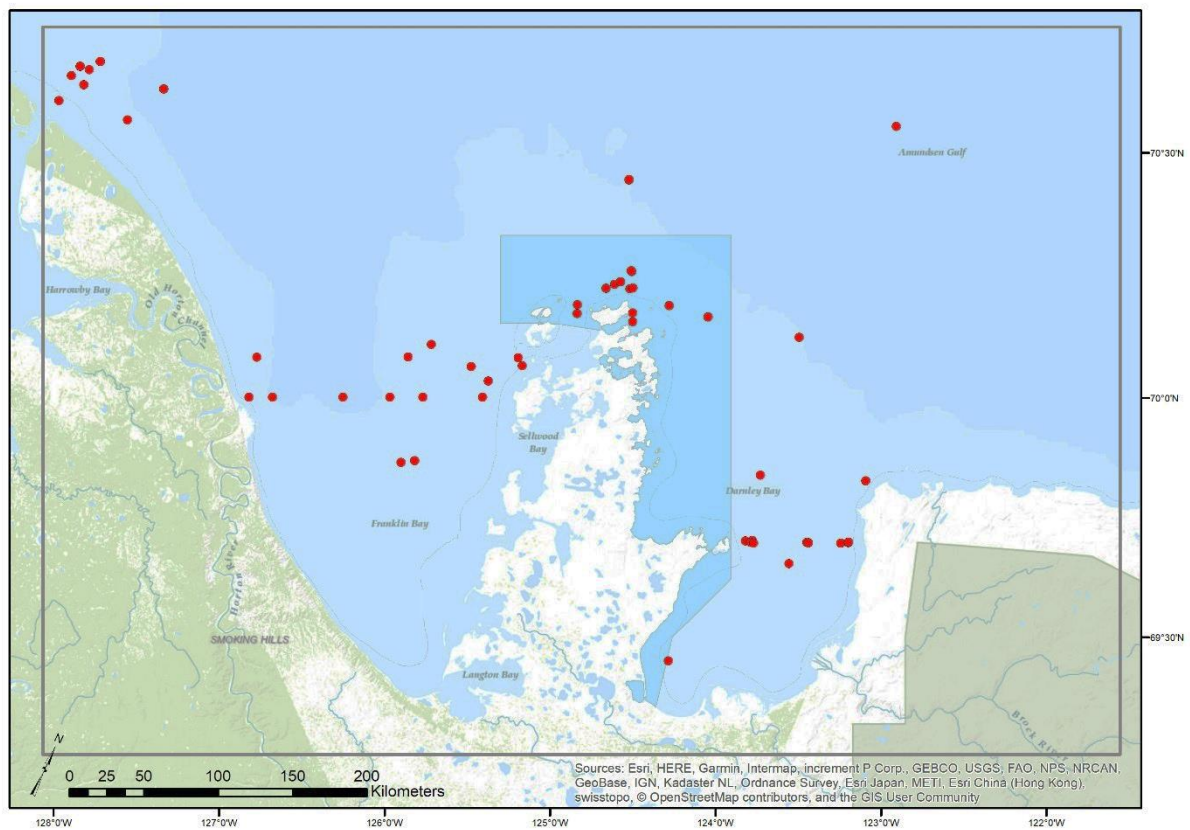 Amundsen Gulf
70°30'N
Harrowby Bay
Old Horton Channel
70°0'N
Sellwood
Bay
Darnley Bay
Franklin Bay
Horton River
SMOKING HILLS
69°30'N
Langton Bay
Brock River
N
0 25 50 100 150 200
Kilometers
Sources: Esri, HERE, Garmin, Intermap, increment P Corp., GEBCO, USGS, FAO, NPS, NRCAN,
GeoBase, IGN, Kadaster NL, Ordnance Survey, Esri Japan, METI, Esri China (Hong Kong),
swisstopo, © OpenStreetMap contributors, and the GIS User Community
128°0'W 127°0'W 126°0'W 125°0'W 124°0'W 123°0'W 122°0'W